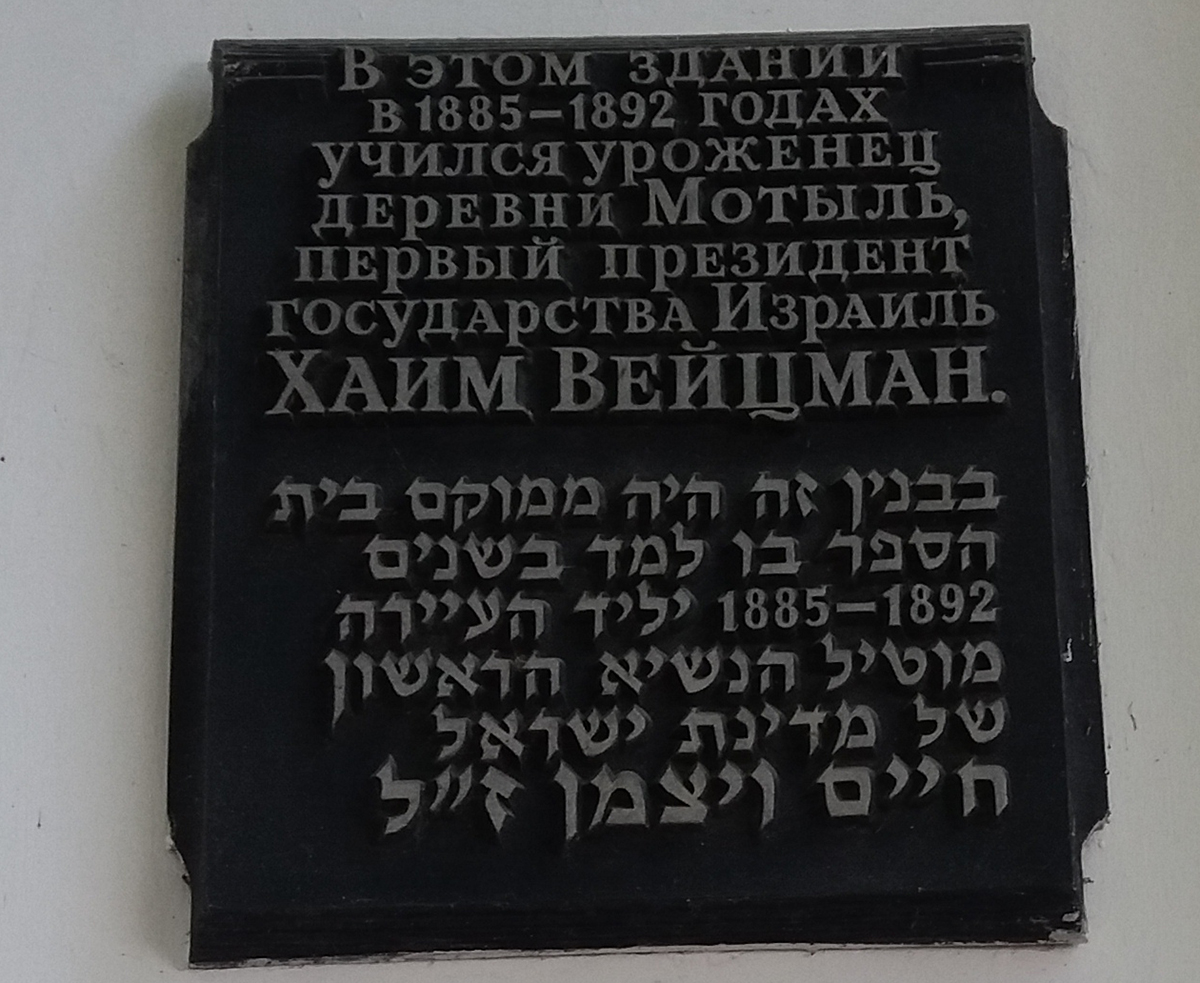 В ЭТОМ ЗДАНИИ
В 1885–1892 ГОДАХ
УЧИЛСЯ УРОЖЕНЕЦ
ДЕРЕВНИ МОТЫЛЬ,
ПЕРВЫЙ ПРЕЗИДЕНТ
ГОСУДАРСТВА ИЗРАИЛЬ
ХАИМ ВЕЙЦМАН.
בבנין זה היה ממוקם בית
הספר בו למד בשנים
1885–1892 יליד העיירה
מוטיל הנשיא הראשון
של מדינת ישראל
חיים ויצמן ז״ל